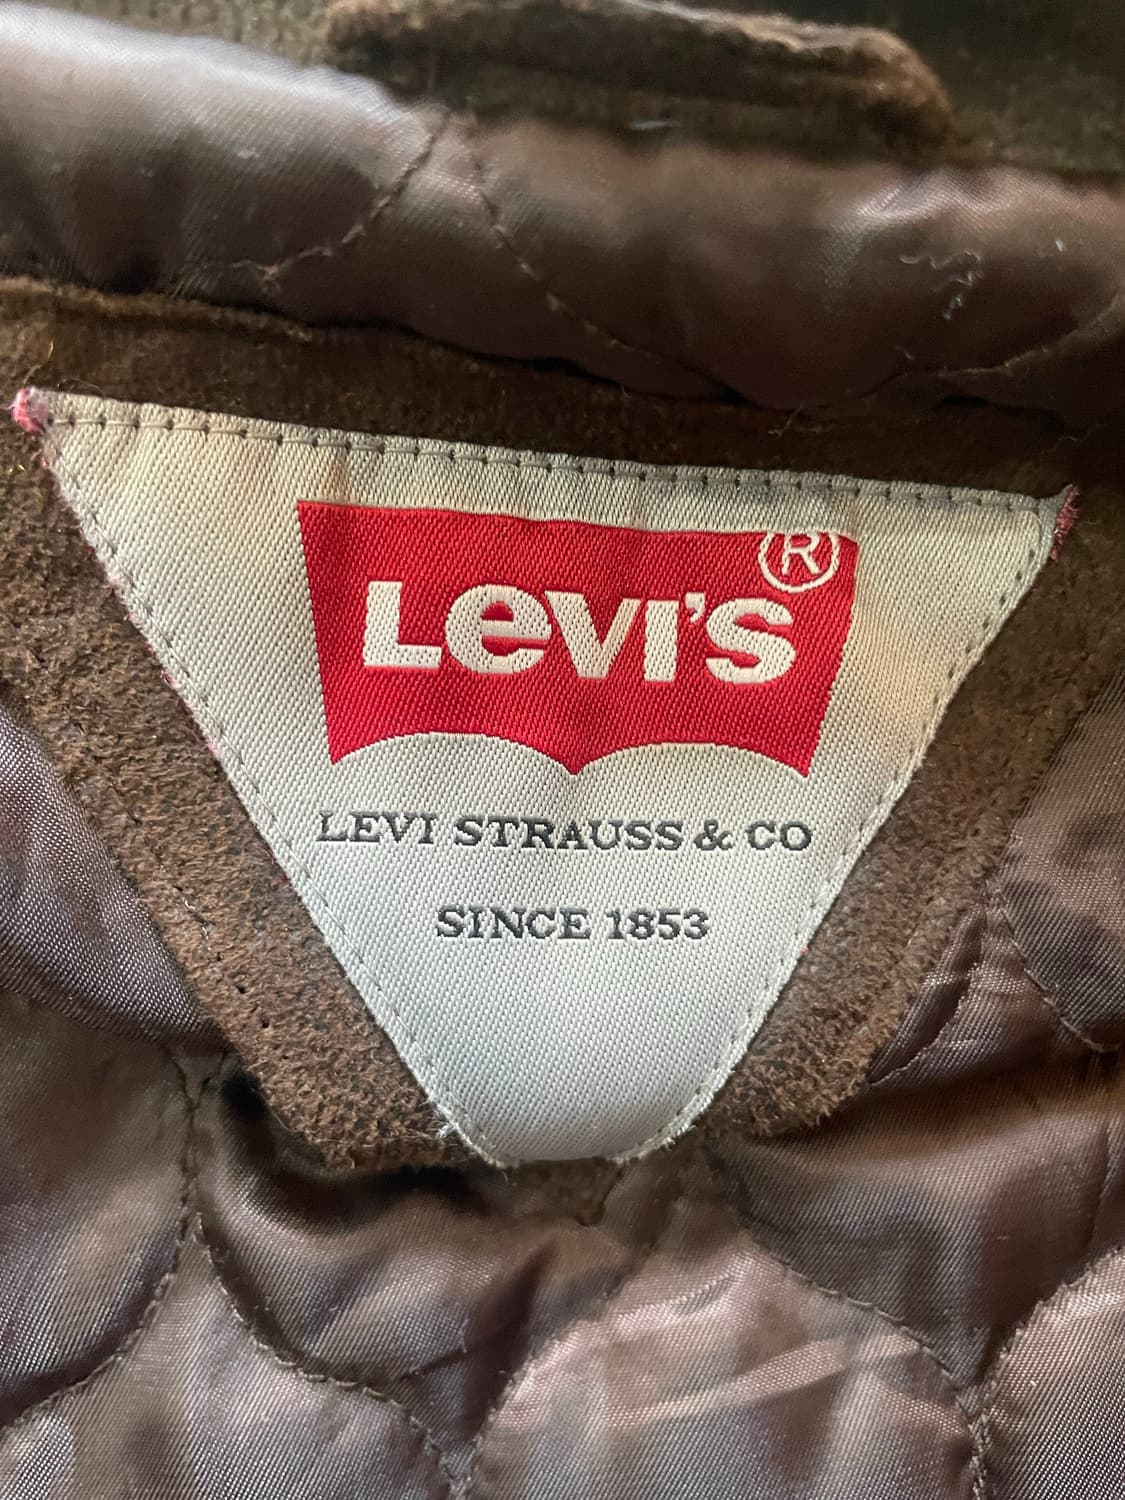 Levi's ®
LEVI STRAUSS & CO
SINCE 1853